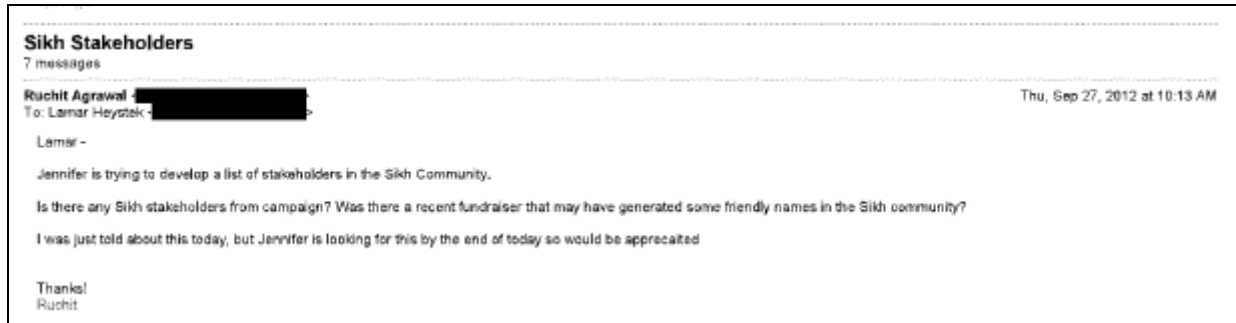 Sikh Stakeholders
7 messages
Ruchit Agrawal <
Thu, Sep 27, 2012 at 10:13 AM
To: Lamar Heystek <
>
Lamar -
Jennifer is trying to develop a list of stakeholders in the Sikh Community.
Is there any Sikh stakeholders from campaign? Was there a recent fundraiser that may have generated some friendly names in the Sikh community?
I was just told about this today, but Jennifer is looking for this by the end of today so would be apprecaited
Thanks!
Ruchit